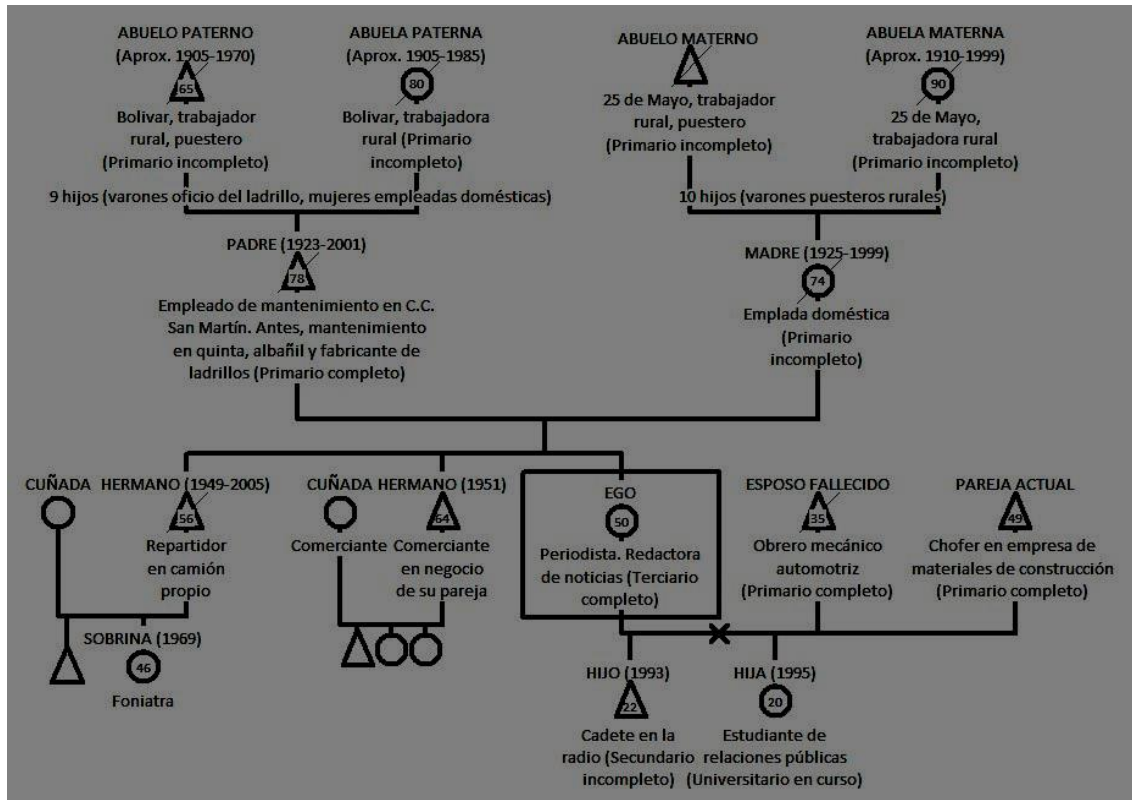 ABUELO PATERNO
(Aprox. 1905-1970)
65
Bolivar, trabajador
rural, puestero
(Primario incompleto)
ABUELA PATERNA
(Aprox. 1905-1985)
80
Bolivar, trabajadora
rural (Primario
incompleto)
9 hijos (varones oficio del ladrillo, mujeres empleadas domésticas)
ABUELO MATERNO
25 de Mayo, trabajador
rural, puestero
(Primario incompleto)
ABUELA MATERNA
(Aprox. 1910-1999)
90
25 de Mayo,
trabajadora rural
(Primario incompleto)
10 hijos (varones puesteros rurales)
PADRE (1923-2001)
78
Empleado de mantenimiento en C.C.
San Martín. Antes, mantenimiento
en quinta, albañil y fabricante de
ladrillos (Primario completo)
MADRE (1925-1999)
74
Emplada doméstica
(Primario
incompleto)
CUÑADA
HERMANO (1949-2005)
56
Repartidor
en camión
propio
SOBRINA (1969)
46
Foniatra
CUÑADA
Comerciante
HERMANO (1951)
64
Comerciante
en negocio
de su pareja
EGO
50
Periodista. Redactora
de noticias (Terciario
completo)
ESPOSO FALLECIDO
35
Obrero mecánico
automotriz
(Primario completo)
PAREJA ACTUAL
49
Chofer en empresa de
materiales de construcción
(Primario completo)
HIJO (1993)
22
Cadete en la
radio (Secundario
incompleto)
HIJA (1995)
20
Estudiante de
relaciones públicas
(Universitario en curso)